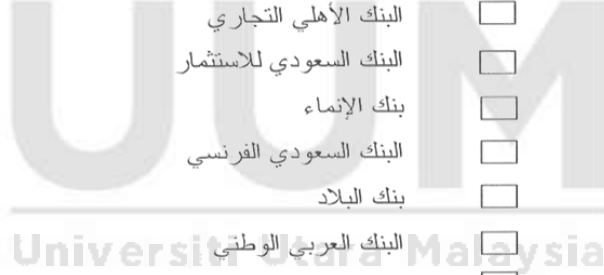 البنك الأهلي التجاري
البنك السعودي للاستثمار
بنك الإنماء
البنك السعودي الفرنسي
بنك البلاد
البنك العربي الوطني
UUM
Universiti Utara Malaysia